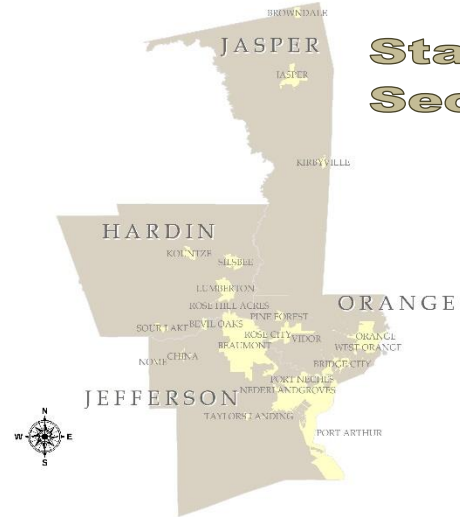 BROWNDALE
JASPER
Sta
JASPER
Sec
KIRBYVILLE
HARDIN
KOUNTZE
SILSBEE
LUMBERTON
ROSE HILL ACRES
ORANGE
PINE FOREST
SOUR LAKE BEVIL OAKS
ROSE CITY VIDOR
ORANGE
BEAUMONT
WEST ORANGE
CHINA
NOME
BRIDGE CITY
PORT NECHES
NEDERLAND GROVES
JEFFERSON
TAYLORS LANDING
N
PORT ARTHUR
W E
S